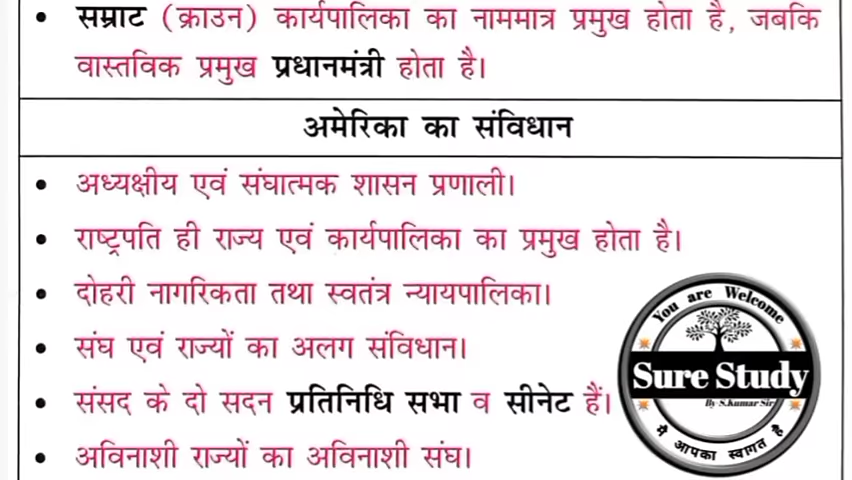 • सम्राट (क्राउन) कार्यपालिका का नाममात्र प्रमुख होता है, जबकि
वास्तविक प्रमुख प्रधानमंत्री होता है।
अमेरिका का संविधान
• अध्यक्षीय एवं संघात्मक शासन प्रणाली।
• राष्ट्रपति ही राज्य एवं कार्यपालिका का प्रमुख होता है।
• दोहरी नागरिकता तथा स्वतंत्र न्यायपालिका।
• संघ एवं राज्यों का अलग संविधान।
• संसद के दो सदन प्रतिनिधि सभा व सीनेट हैं।
• अविनाशी राज्यों का अविनाशी संघ।
You are Welcome
Sure Study
By S.Kumar Sir
मै आपका स्वागत है